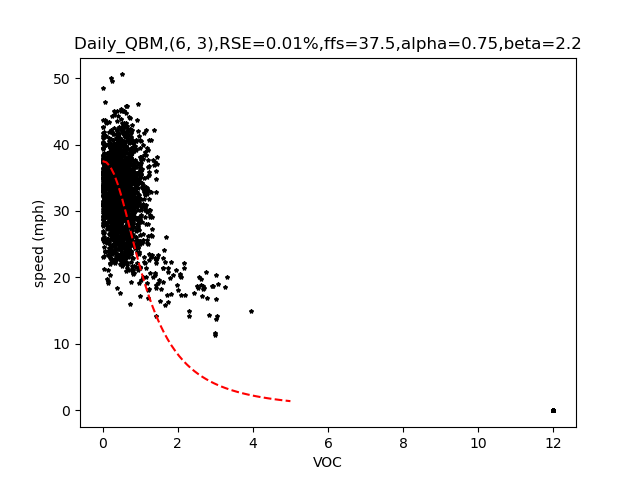 Daily_QBM,(6, 3),RSE=0.01%,ffs=37.5,alpha=0.75,beta=2.2
50
40
30
20
10
0
speed (mph)
0 2 4 6 8 10 12
VOC